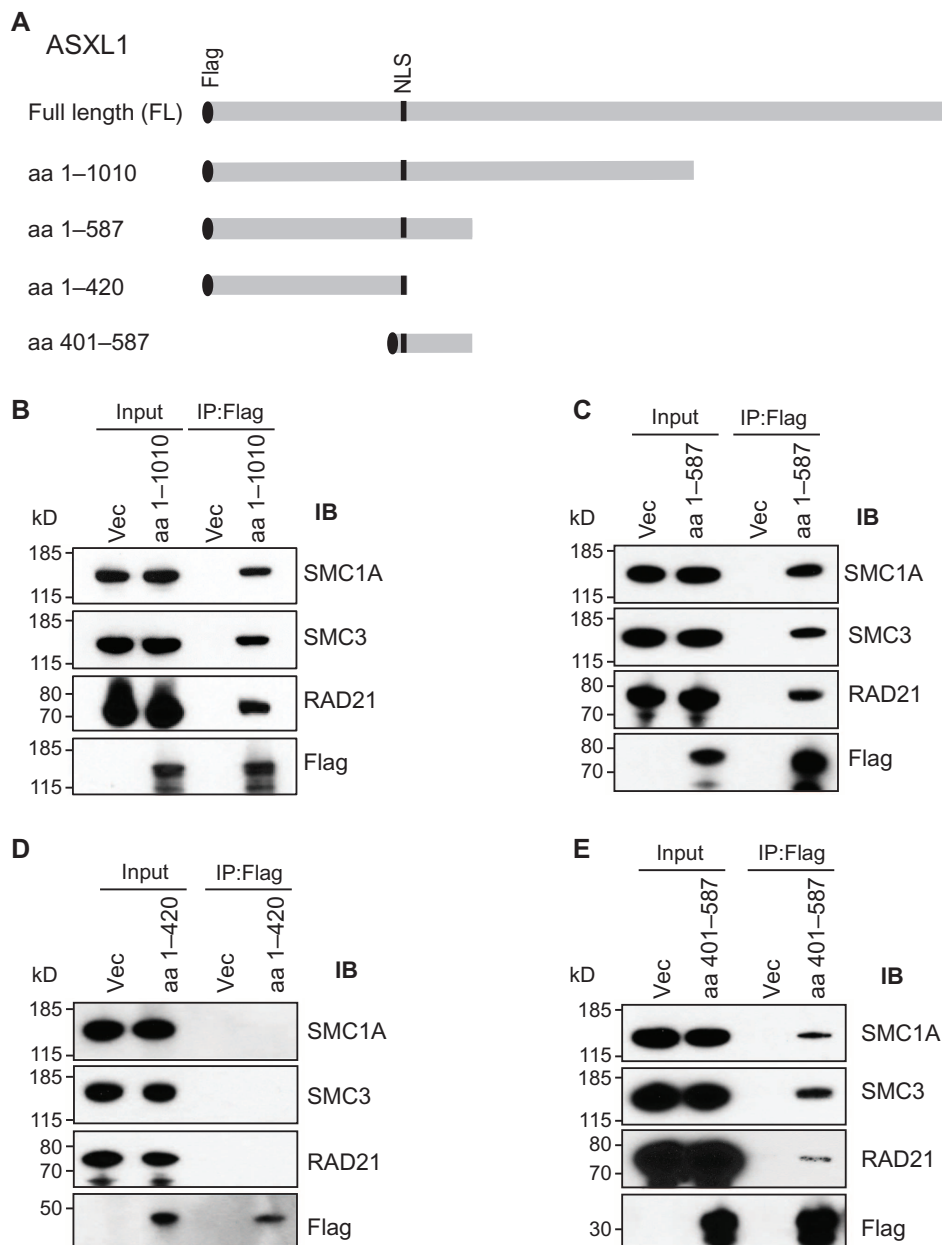 A
ASXL1
Flag
NLS
Full length (FL)
aa 1–1010
aa 1–587
aa 1–420
aa 401–587
B
Input
IP:Flag
kD
Vec
aa 1–1010
Vec
aa 1–1010
IB
185
115
SMC1A
185
115
SMC3
80
70
RAD21
185
115
Flag
C
Input
IP:Flag
kD
Vec
aa 1–587
Vec
aa 1–587
IB
185
115
SMC1A
185
115
SMC3
80
70
RAD21
80
70
Flag
D
Input
IP:Flag
kD
Vec
aa 1–420
Vec
aa 1–420
IB
185
115
SMC1A
185
115
SMC3
80
70
RAD21
50
Flag
E
Input
IP:Flag
kD
Vec
aa 401–587
Vec
aa 401–587
IB
185
115
SMC1A
185
115
SMC3
80
70
RAD21
30
Flag